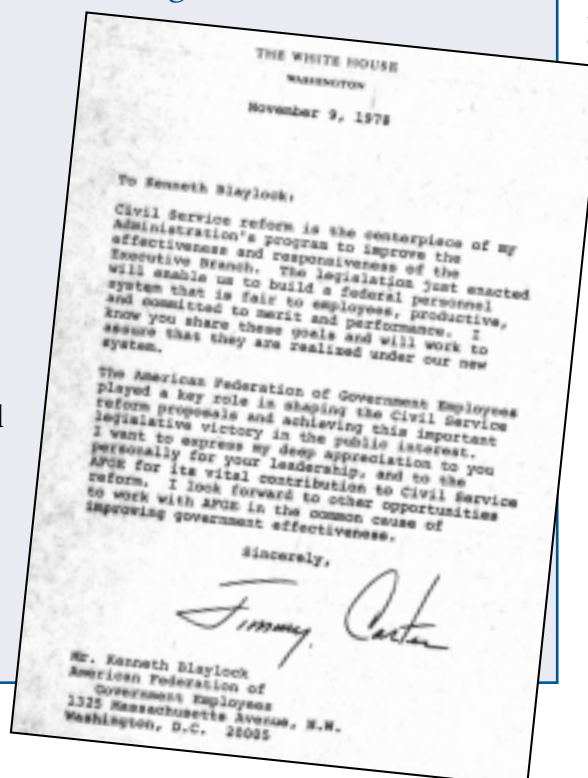 THE WHITE HOUSE
WASHINGTON
November 9, 1978
To Kenneth Blaylock:
Civil Service reform is the centerpiece of my
Administration's program to improve the
effectiveness and responsiveness of the
Executive Branch. The legislation just enacted
will enable us to build a federal personnel
system that is fair to employees, productive,
and committed to merit and performance. I
know you share these goals and will work to
assure that they are realized under our new
system.
The American Federation of Government Employees
played a key role in shaping the Civil Service
reform proposals and achieving this important
legislative victory in the public interest.
I want to express my deep appreciation to you
personally for your leadership, and to the
AFGE for its vital contribution to Civil Service
reform. I look forward to other opportunities
to work with AFGE in the common cause of
improving government effectiveness.
Sincerely,
Jimmy Carter
Mr. Kenneth Blaylock
American Federation of
Government Employees
1325 Massachusetts Avenue, N.W.
Washington, D.C.